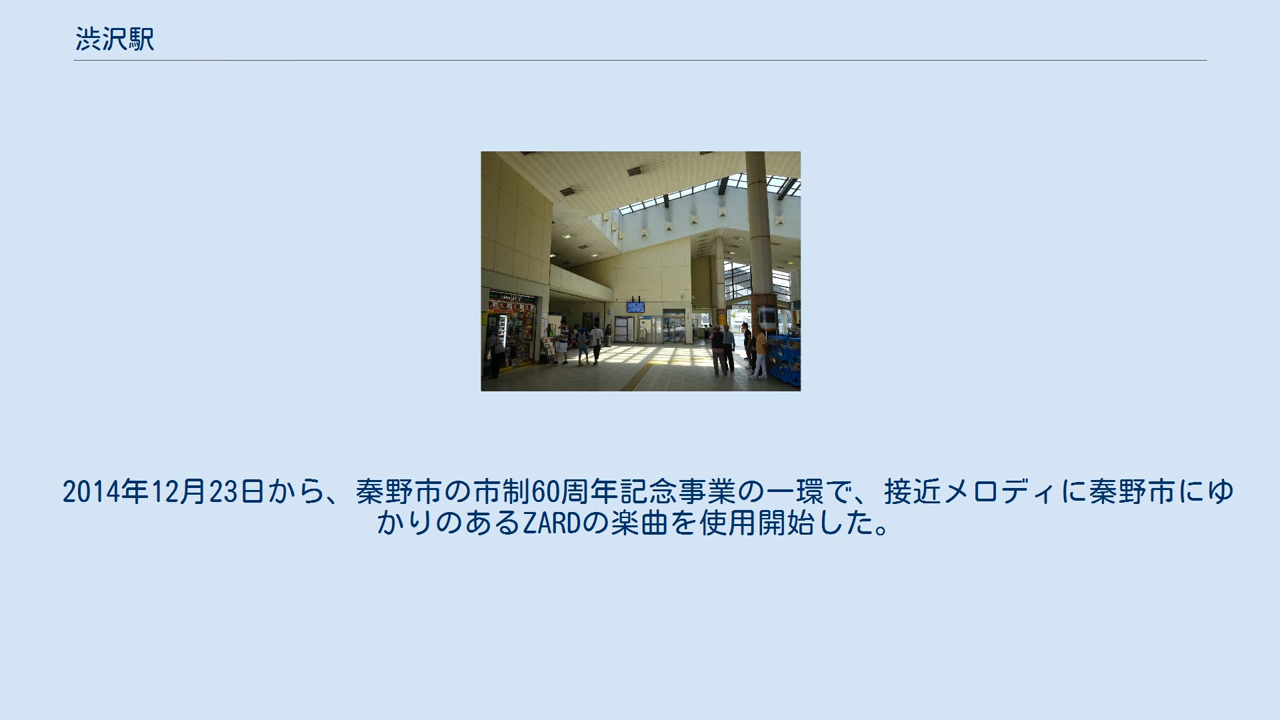 渋沢駅
2014年12月23日から、秦野市の市制60周年記念事業の一環で、接近メロディに秦野市にゆ
かりのあるZARDの楽曲を使用開始した。